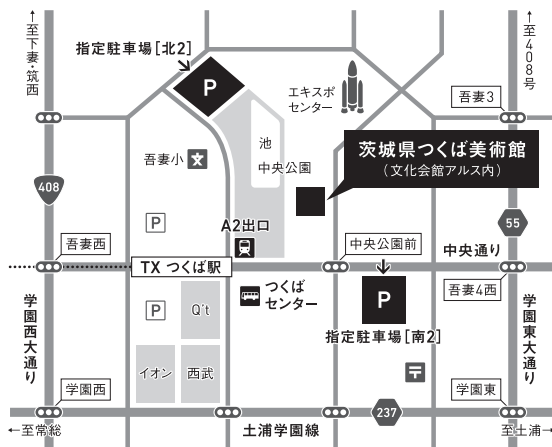 ←至下妻・筑西
指定駐車場[北2]
P
エキスポ
センター
←至408号
吾妻3
池
中央公園
吾妻小
文
茨城県つくば美術館
(文化会館アルス内)
408
P
A2出口
55
吾妻西
TX つくば駅
中央公園前
中央通り
吾妻4西
つくば
センター
P
Q't
P
指定駐車場[南2]
学園西大通り
学園東大通り
イオン
西武
〒
学園西
学園東
237
←至常総
土浦学園線
至土浦→